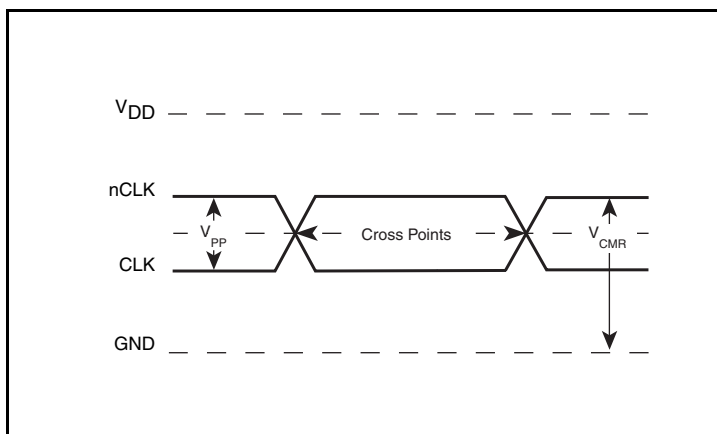 VDD
nCLK
VPP
Cross Points
VCMR
CLK
GND